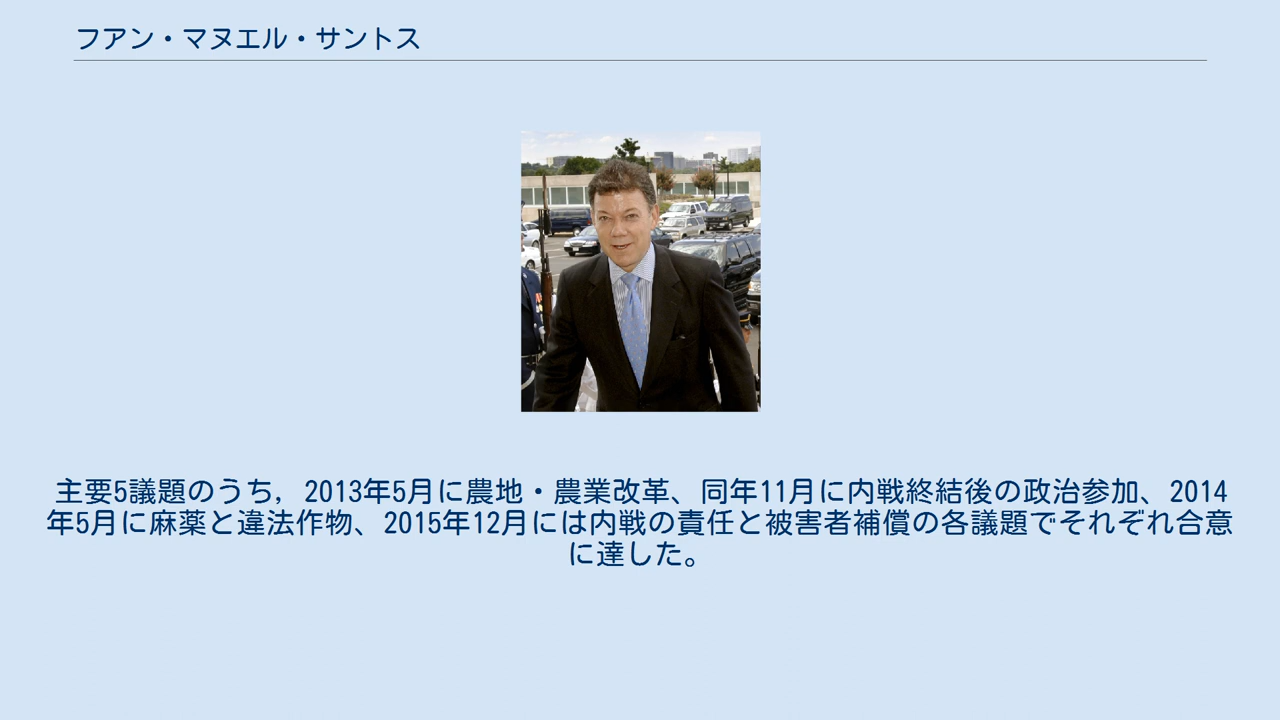 フアン・マヌエル・サントス
主要5議題のうち，2013年5月に農地・農業改革、同年11月に内戦終結後の政治参加、2014
年5月に麻薬と違法作物、2015年12月には内戦の責任と被害者補償の各議題でそれぞれ合意
に達した。